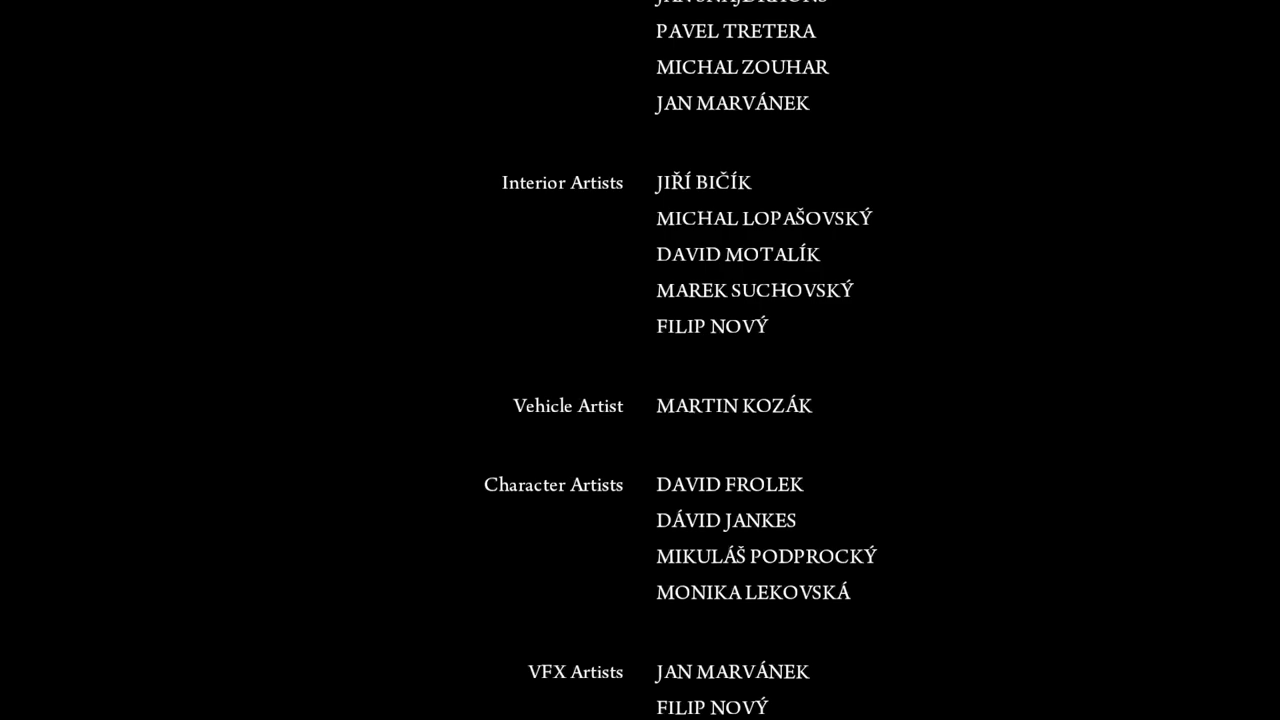 PAVEL TRETERA
MICHAL ZOUHAR
JAN MARVÁNEK
Interior Artists JIŘÍ BIČÍK
MICHAL LOPAŠOVSKÝ
DAVID MOTALÍK
MAREK SUCHOVSKÝ
FILIP NOVÝ
Vehicle Artist MARTIN KOZÁK
Character Artists DAVID FROLEK
DÁVID JANKES
MIKULÁŠ PODPROCKÝ
MONIKA LEKOVSKÁ
VFX Artists JAN MARVÁNEK
FILIP NOVÝ